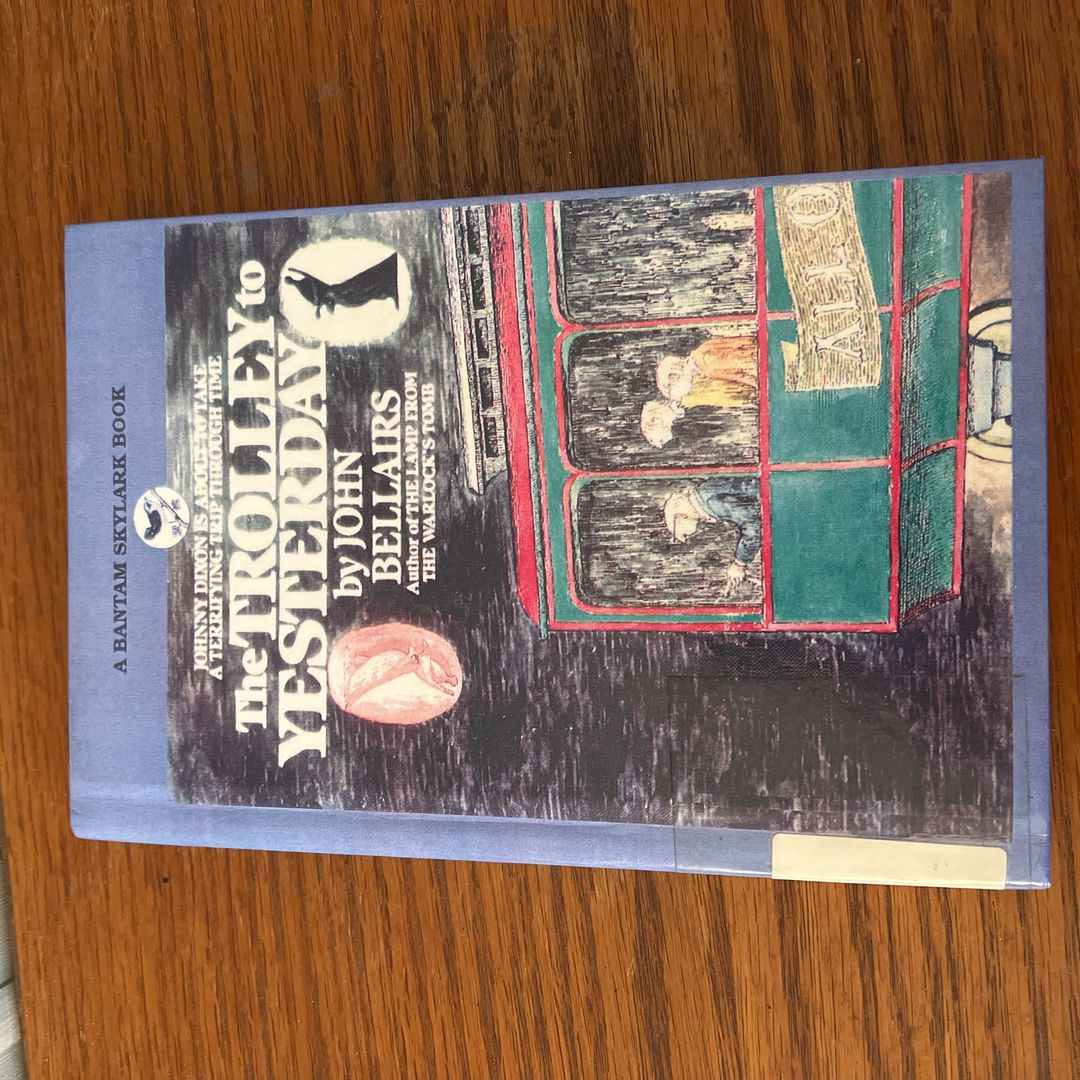 A BANTAM SKYLARK BOOK
JOHNNY DIXON IS ABOUT TO TAKE
A TERRIFYING TRIP THROUGH TIME
The TROLLEY to
YESTERDAY
by JOHN
BELLAIRS
Author of THE LAMP FROM
THE WARLOCK'S TOMB
ALL O